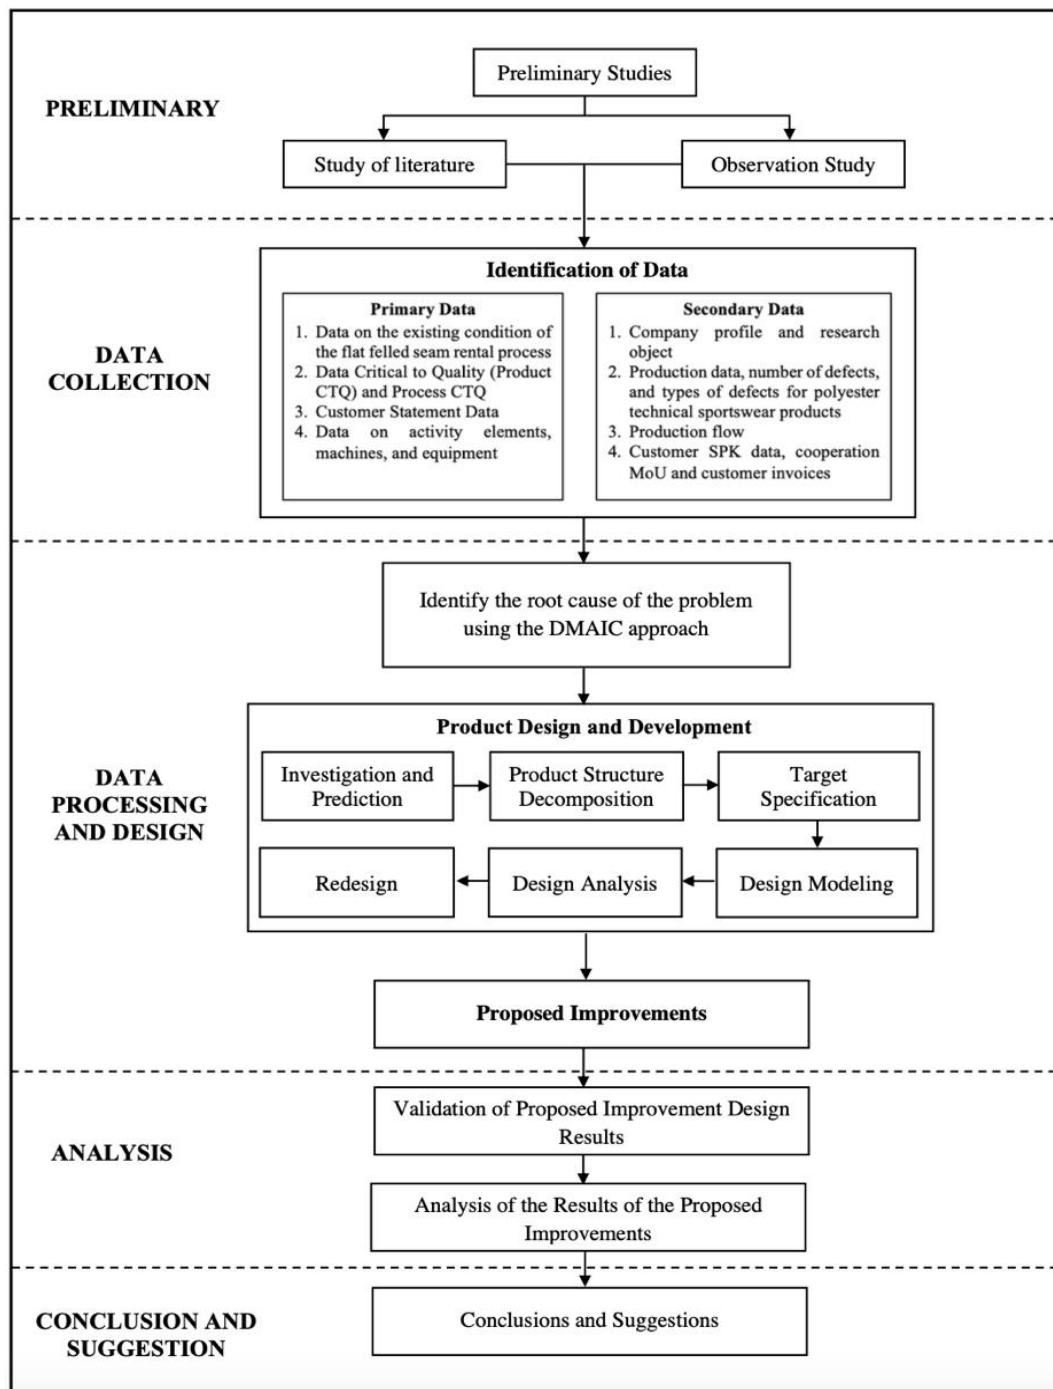 Preliminary Studies
PRELIMINARY
Study of literature
Observation Study
Identification of Data
DATA
COLLECTION
Primary Data
1. Data on the existing condition of
the flat felled seam rental process
2. Data Critical to Quality (Product
CTQ) and Process CTQ
3. Customer Statement Data
4. Data on activity elements,
machines, and equipment
Secondary Data
1. Company profile and research
object
2. Production data, number of defects,
and types of defects for polyester
technical sportswear products
3. Production flow
4. Customer SPK data, cooperation
MoU and customer invoices
Identify the root cause of the problem
using the DMAIC approach
DATA
PROCESSING
AND DESIGN
Product Design and Development
Investigation and
Prediction
Product Structure
Decomposition
Target
Specification
Redesign
Design Analysis
Design Modeling
Proposed Improvements
ANALYSIS
Validation of Proposed Improvement Design
Results
Analysis of the Results of the Proposed
Improvements
CONCLUSION AND
SUGGESTION
Conclusions and Suggestions